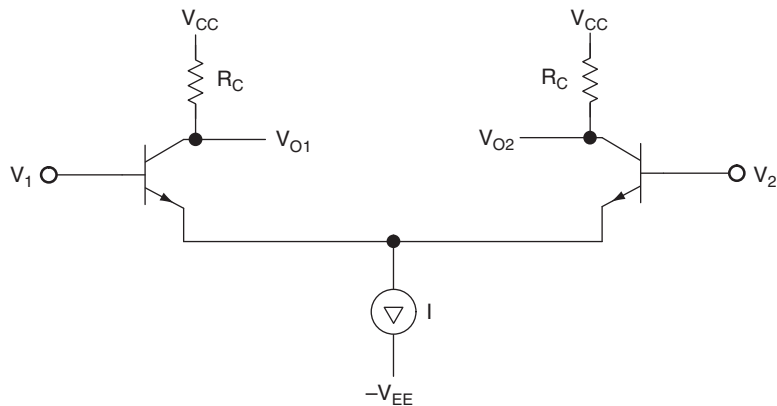 V_CC V_CC
R_C R_C
V_O1 V_O2
V_1 V_2
I
–V_EE